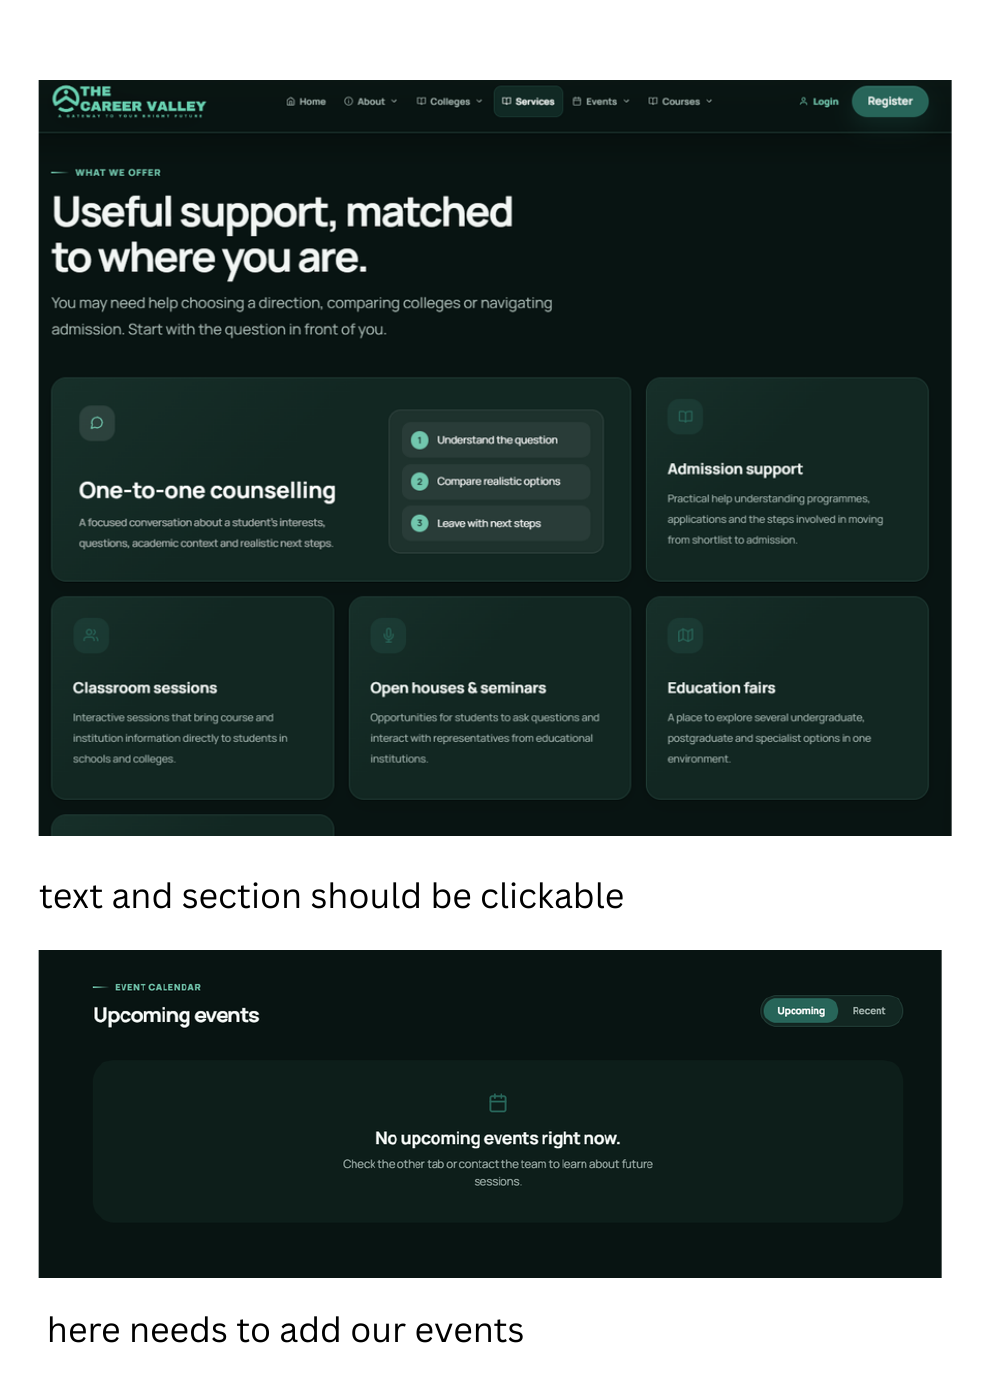 THE
CAREER VALLEY
A GATEWAY TO YOUR BRIGHT FUTURE
Home About Colleges Services Events Courses Login Register
WHAT WE OFFER
Useful support, matched
to where you are.
You may need help choosing a direction, comparing colleges or navigating
admission. Start with the question in front of you.
One-to-one counselling
A focused conversation about a student's interests,
questions, academic context and realistic next steps.
1 Understand the question
2 Compare realistic options
3 Leave with next steps
Admission support
Practical help understanding programmes,
applications and the steps involved in moving
from shortlist to admission.
Classroom sessions
Interactive sessions that bring course and
institution information directly to students in
schools and colleges.
Open houses & seminars
Opportunities for students to ask questions and
interact with representatives from educational
institutions.
Education fairs
A place to explore several undergraduate,
postgraduate and specialist options in one
environment.
text and section should be clickable
EVENT CALENDAR
Upcoming events
Upcoming Recent
No upcoming events right now.
Check the other tab or contact the team to learn about future
sessions.
here needs to add our events